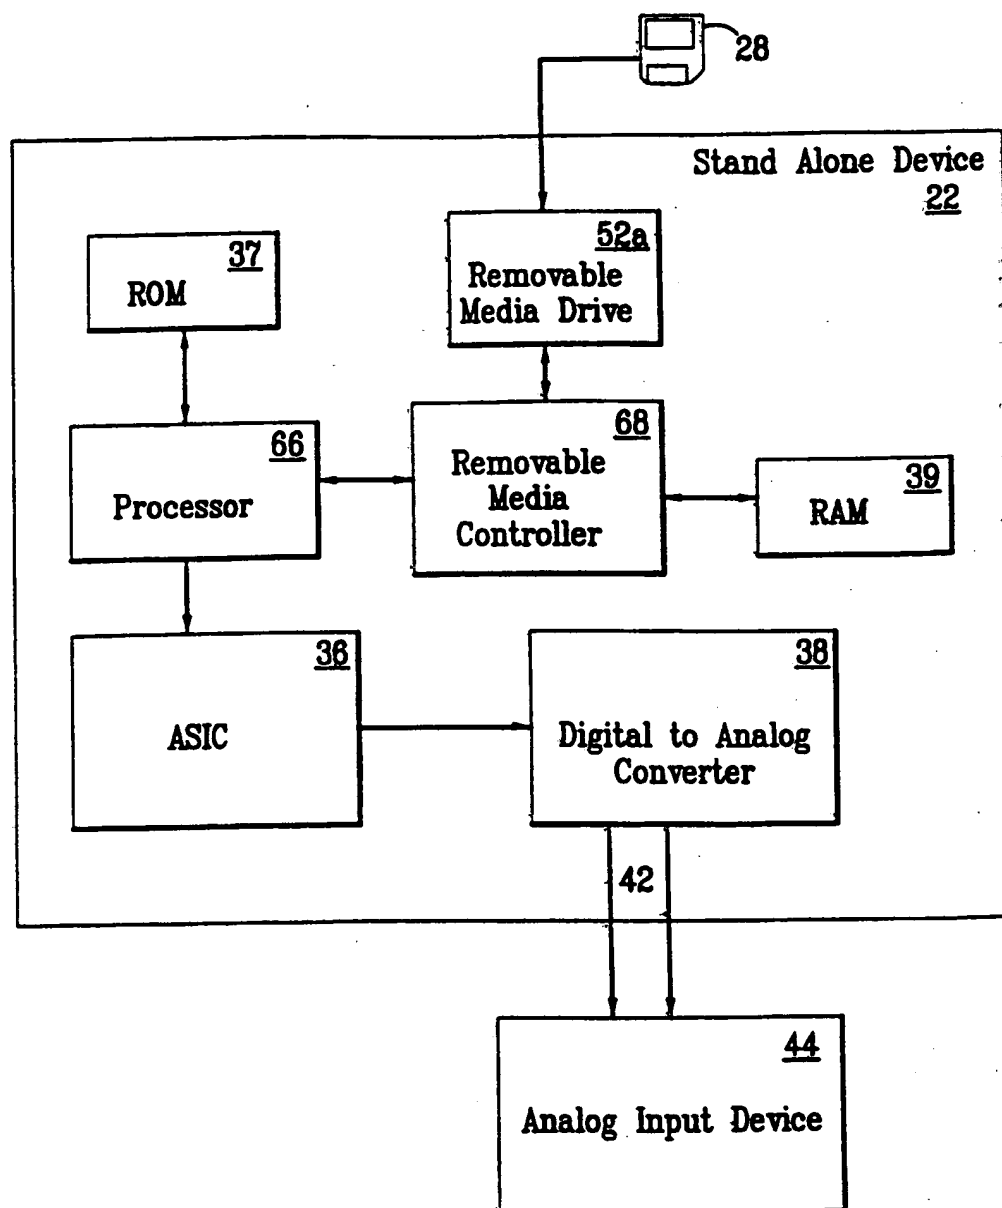 28
Stand Alone Device
22
37
ROM
52a
Removable
Media Drive
66
Processor
68
Removable
Media
Controller
39
RAM
36
ASIC
38
Digital to Analog
Converter
42
44
Analog Input Device